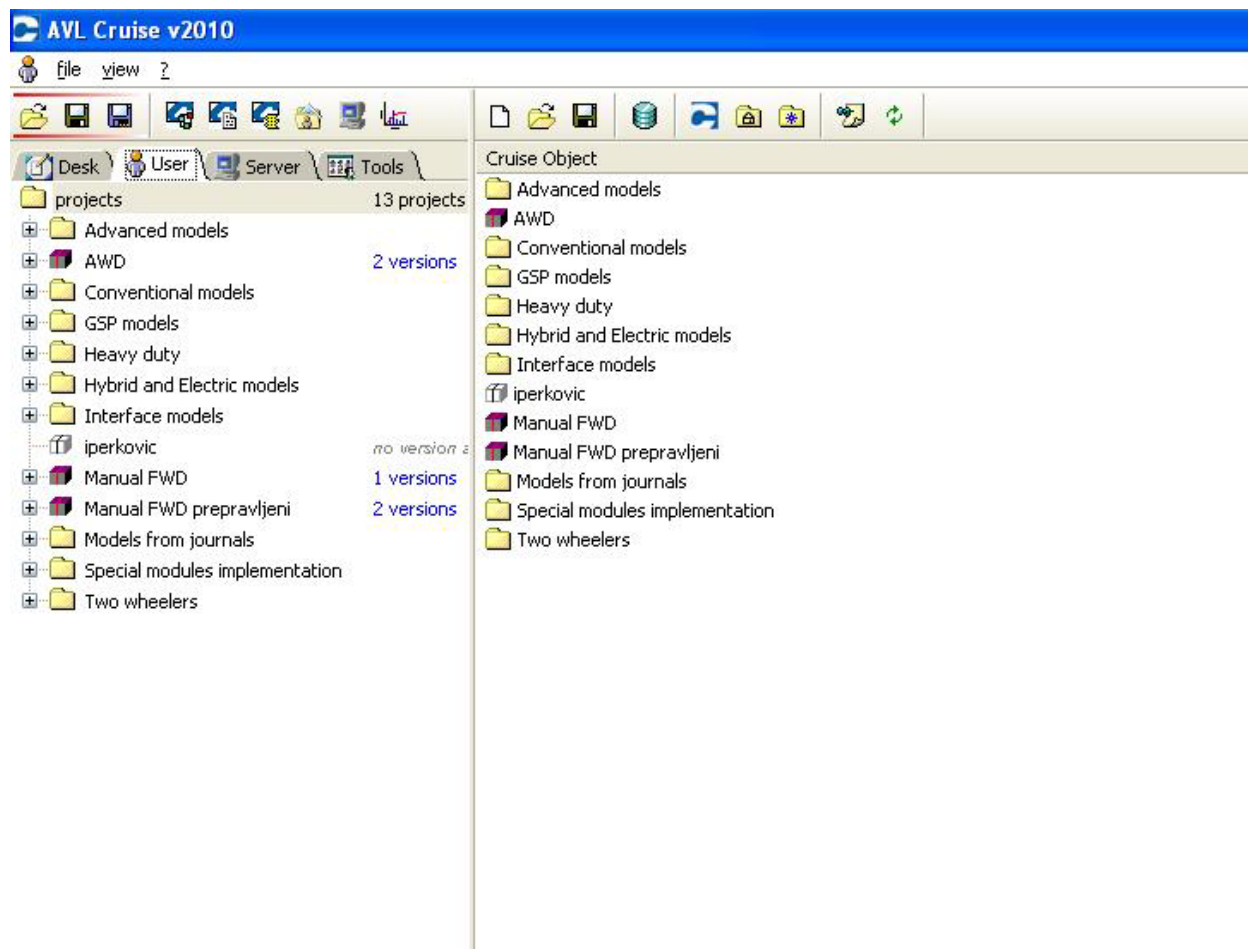 AVL Cruise v2010
file view ?
Desk User Server Tools
projects 13 projects
Advanced models
AWD 2 versions
Conventional models
GSP models
Heavy duty
Hybrid and Electric models
Interface models
iperkovic no version a
Manual FWD 1 versions
Manual FWD prepravljeni 2 versions
Models from journals
Special modules implementation
Two wheelers
Cruise Object
Advanced models
AWD
Conventional models
GSP models
Heavy duty
Hybrid and Electric models
Interface models
iperkovic
Manual FWD
Manual FWD prepravljeni
Models from journals
Special modules implementation
Two wheelers